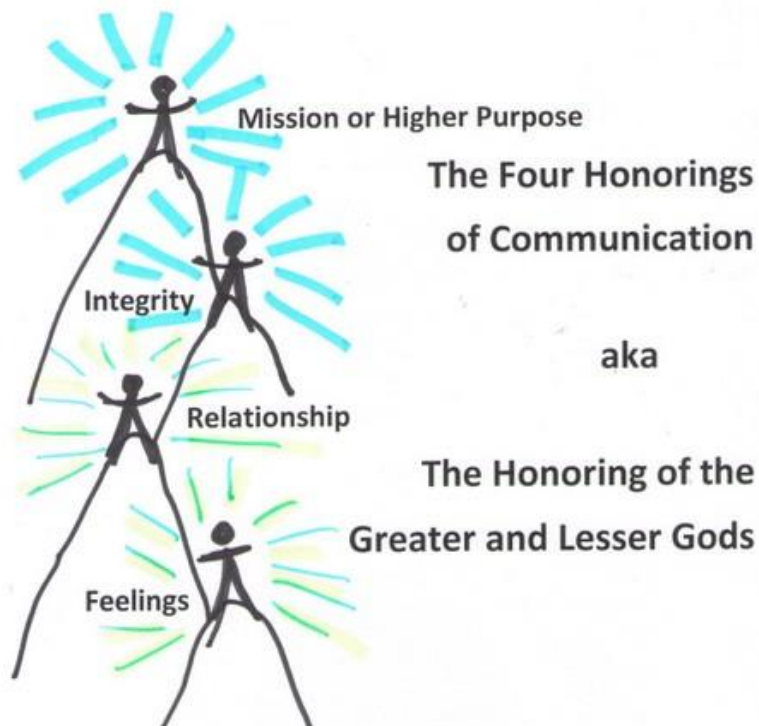 Mission or Higher Purpose
The Four Honorings
of Communication
Integrity
aka
Relationship
The Honoring of the
Greater and Lesser Gods
Feelings